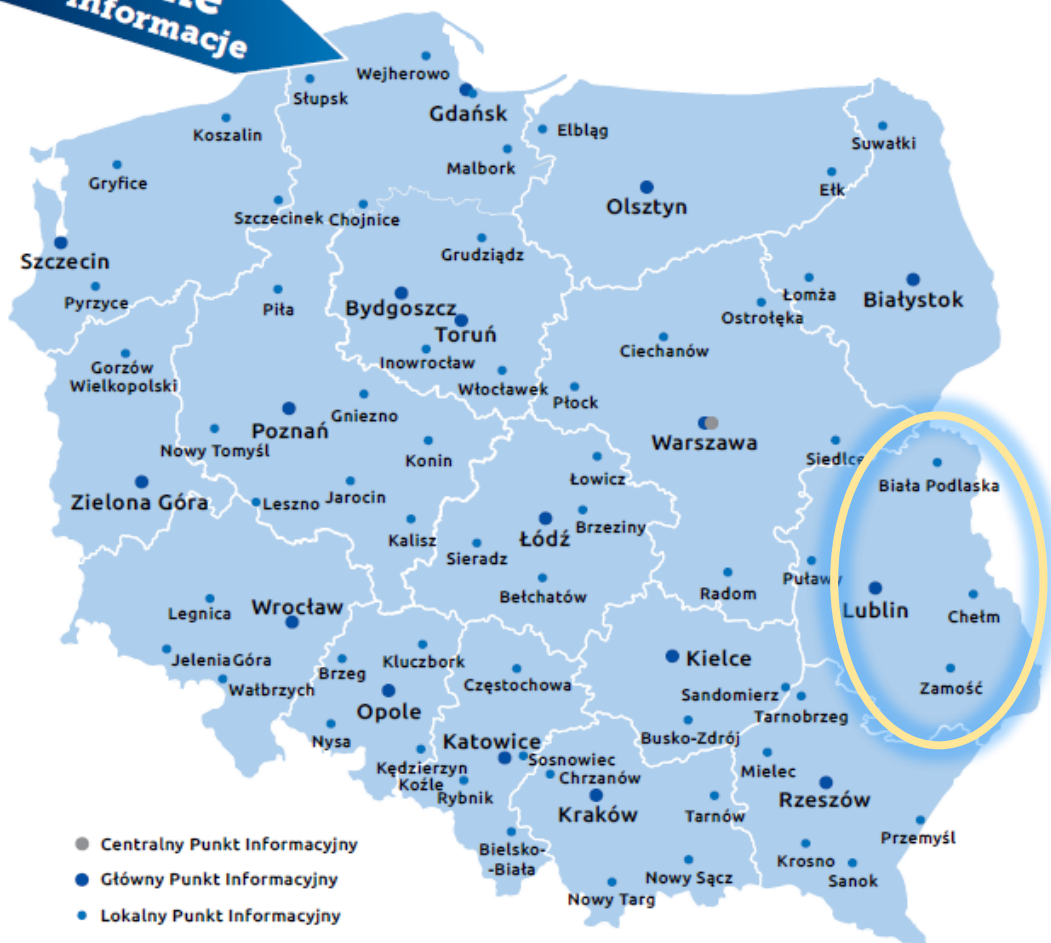 informacje
Wejherowo
Słupsk
Gdańsk
Koszalin
Elbląg
Suwałki
Malbork
Gryfice
Ełk
Olsztyn
Szczecinek
Chojnice
Grudziądz
Szczecin
Pyrzyce
Piła
Bydgoszcz
Toruń
Łomża
Białystok
Ostrołęka
Ciechanów
Inowrocław
Gorzów
Wielkopolski
Włocławek
Płock
Gniezno
Poznań
Warszawa
Nowy Tomyśl
Konin
Siedlce
Łowicz
Biała Podlaska
Zielona Góra
Leszno
Jarocin
Brzeziny
Kalisz
Łódź
Sieradz
Puławy
Bełchatów
Radom
Lublin
Legnica
Wrocław
Chełm
Jelenia Góra
Kluczbork
Kielce
Brzeg
Częstochowa
Wałbrzych
Zamość
Sandomierz
Opole
Tarnobrzeg
Nysa
Katowice
Busko-Zdrój
Sosnowiec
Kędzierzyn
Koźle
Chrzanów
Mielec
Rybnik
Rzeszów
Kraków
Tarnów
Przemyśl
Bielsko-
-Biała
Krosno
Nowy Sącz
Sanok
Nowy Targ
Centralny Punkt Informacyjny
Główny Punkt Informacyjny
Lokalny Punkt Informacyjny